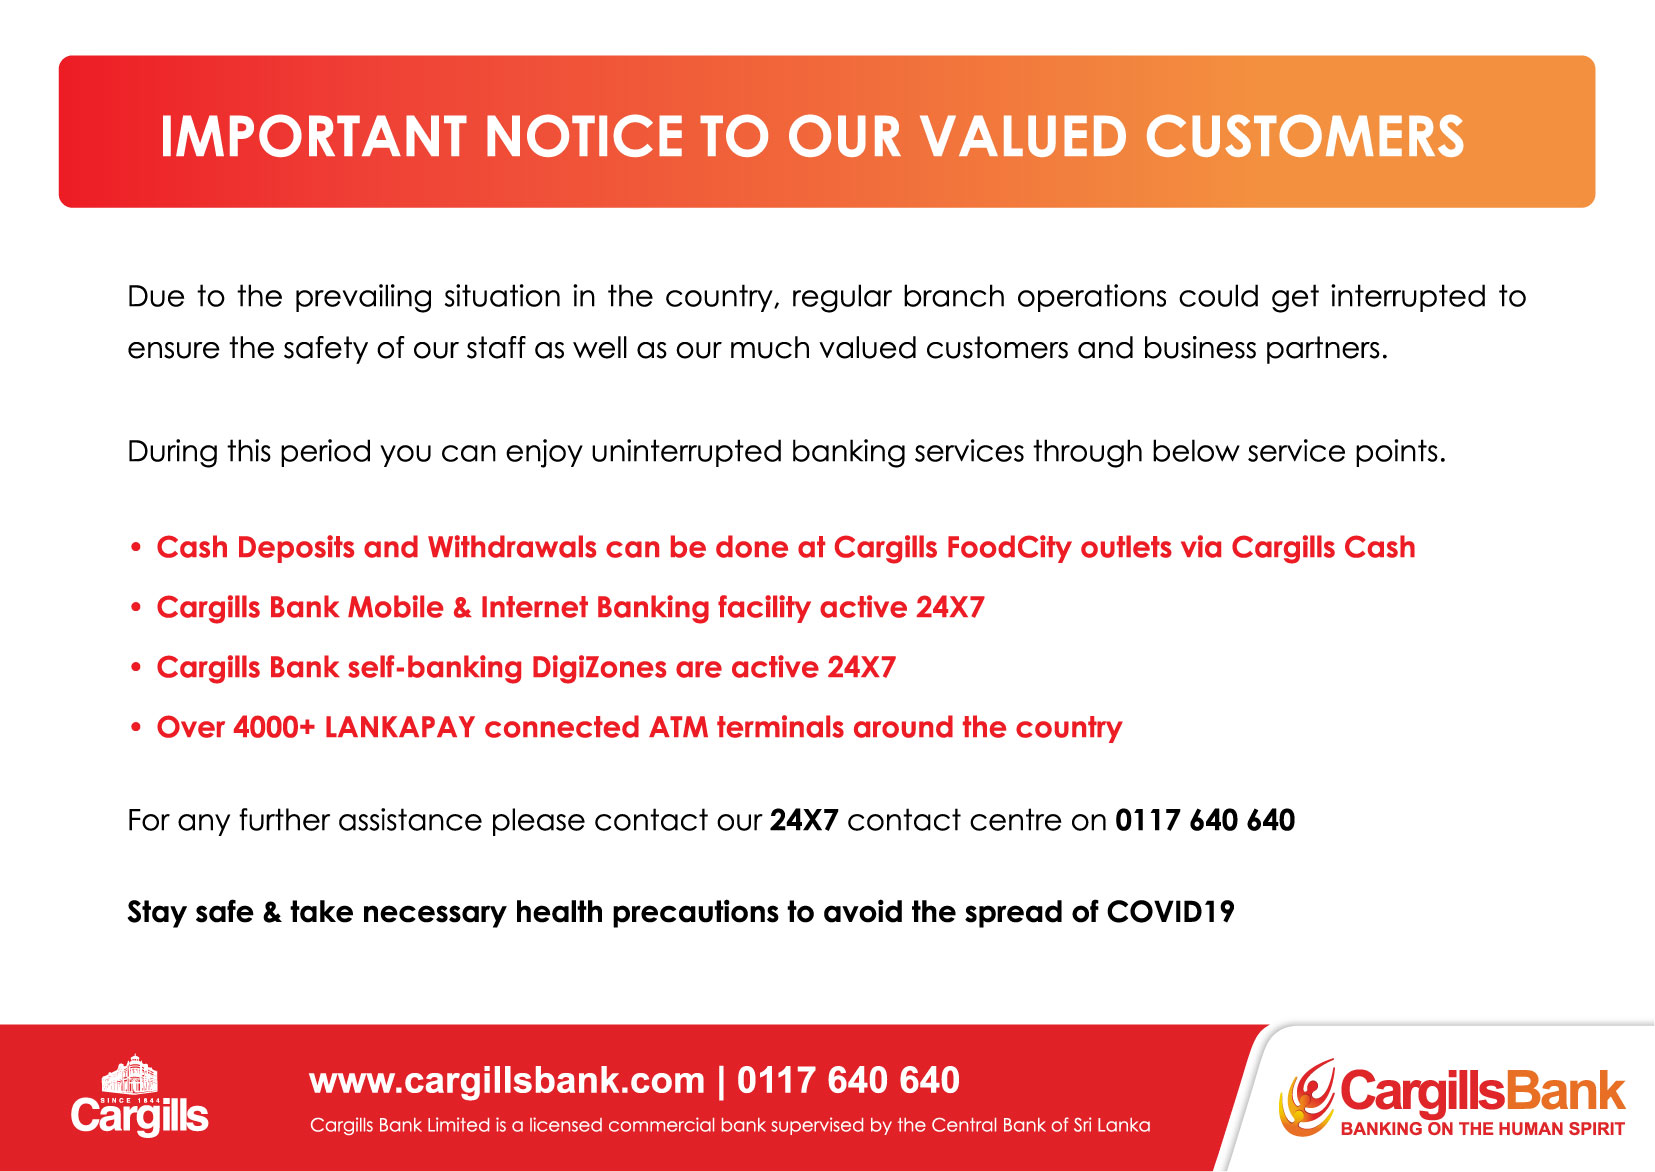 IMPORTANT NOTICE TO OUR VALUED CUSTOMERS
Due to the prevailing situation in the country, regular branch operations could get interrupted to
ensure the safety of our staff as well as our much valued customers and business partners.
During this period you can enjoy uninterrupted banking services through below service points.
• Cash Deposits and Withdrawals can be done at Cargills FoodCity outlets via Cargills Cash
• Cargills Bank Mobile & Internet Banking facility active 24X7
• Cargills Bank self-banking DigiZones are active 24X7
• Over 4000+ LANKAPAY connected ATM terminals around the country
For any further assistance please contact our 24X7 contact centre on 0117 640 640
Stay safe & take necessary health precautions to avoid the spread of COVID19
SINCE 1844
Cargills
www.cargillsbank.com | 0117 640 640
Cargills Bank Limited is a licensed commercial bank supervised by the Central Bank of Sri Lanka
CargillsBank
BANKING ON THE HUMAN SPIRIT